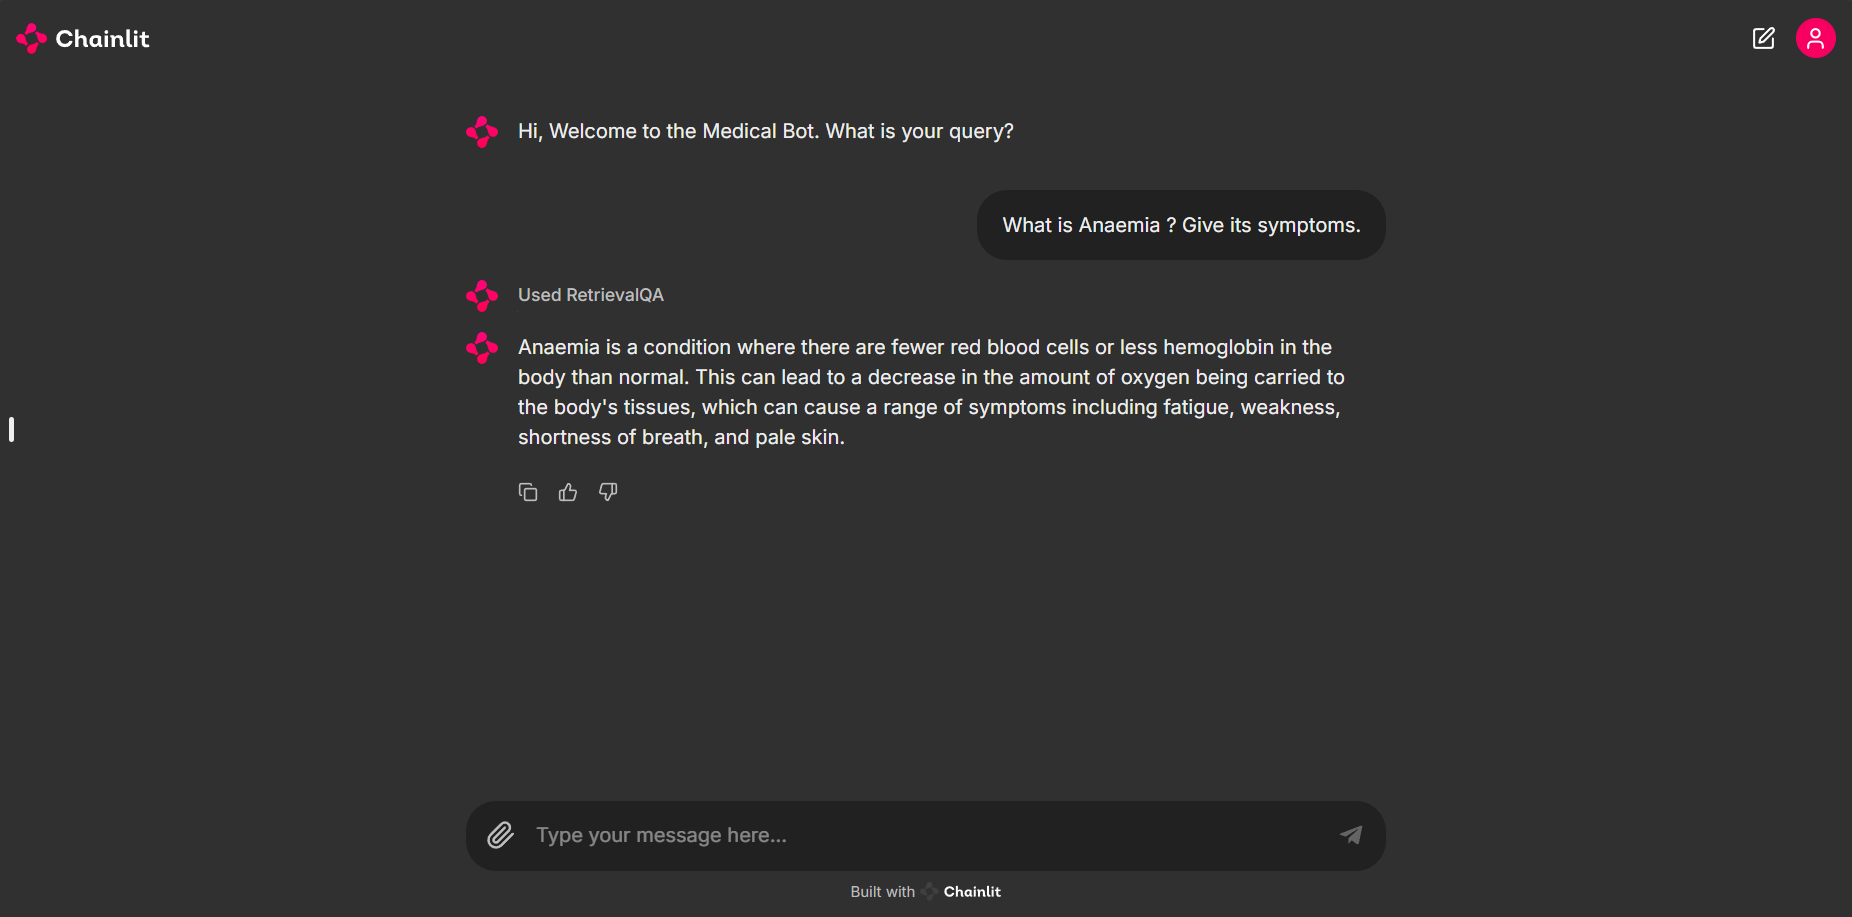 Chainlit
Hi, Welcome to the Medical Bot. What is your query?
What is Anaemia ? Give its symptoms.
Used RetrievalQA
Anaemia is a condition where there are fewer red blood cells or less hemoglobin in the
body than normal. This can lead to a decrease in the amount of oxygen being carried to
the body's tissues, which can cause a range of symptoms including fatigue, weakness,
shortness of breath, and pale skin.
Type your message here...
Built with Chainlit